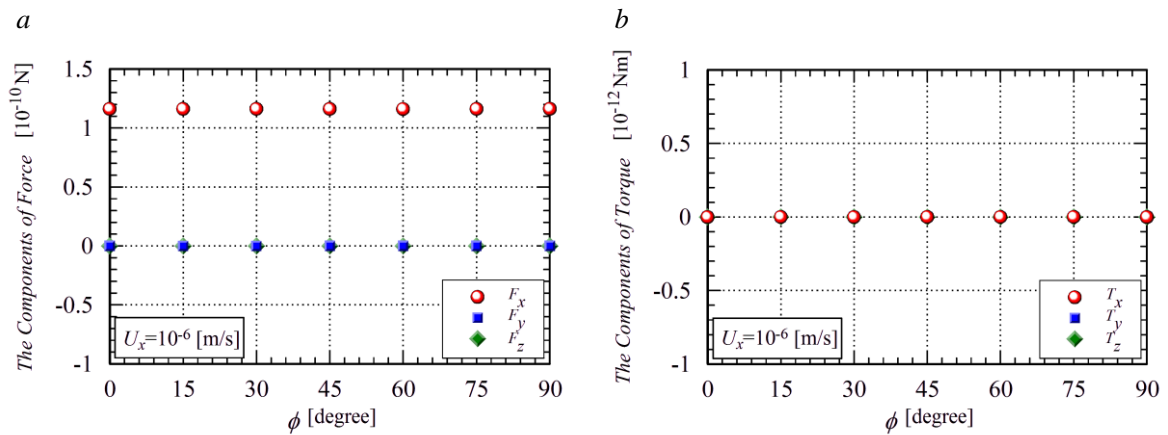 a
The Components of Force [10⁻¹⁰N]
1.5
1
0.5
0
-0.5
-1
F_x
F_y
F_z
U_x=10⁻⁶ [m/s]
0 15 30 45 60 75 90
ϕ [degree]
b
The Components of Torque [10⁻¹² Nm]
1
0.5
0
-0.5
-1
T_x
T_y
T_z
U_x=10⁻⁶ [m/s]
0 15 30 45 60 75 90
ϕ [degree]